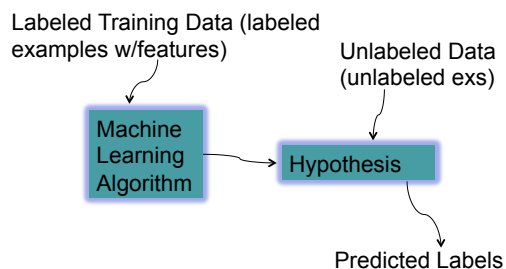 Labeled Training Data (labeled
examples w/features)
Unlabeled Data
(unlabeled exs)
Machine
Learning
Algorithm
Hypothesis
Predicted Labels